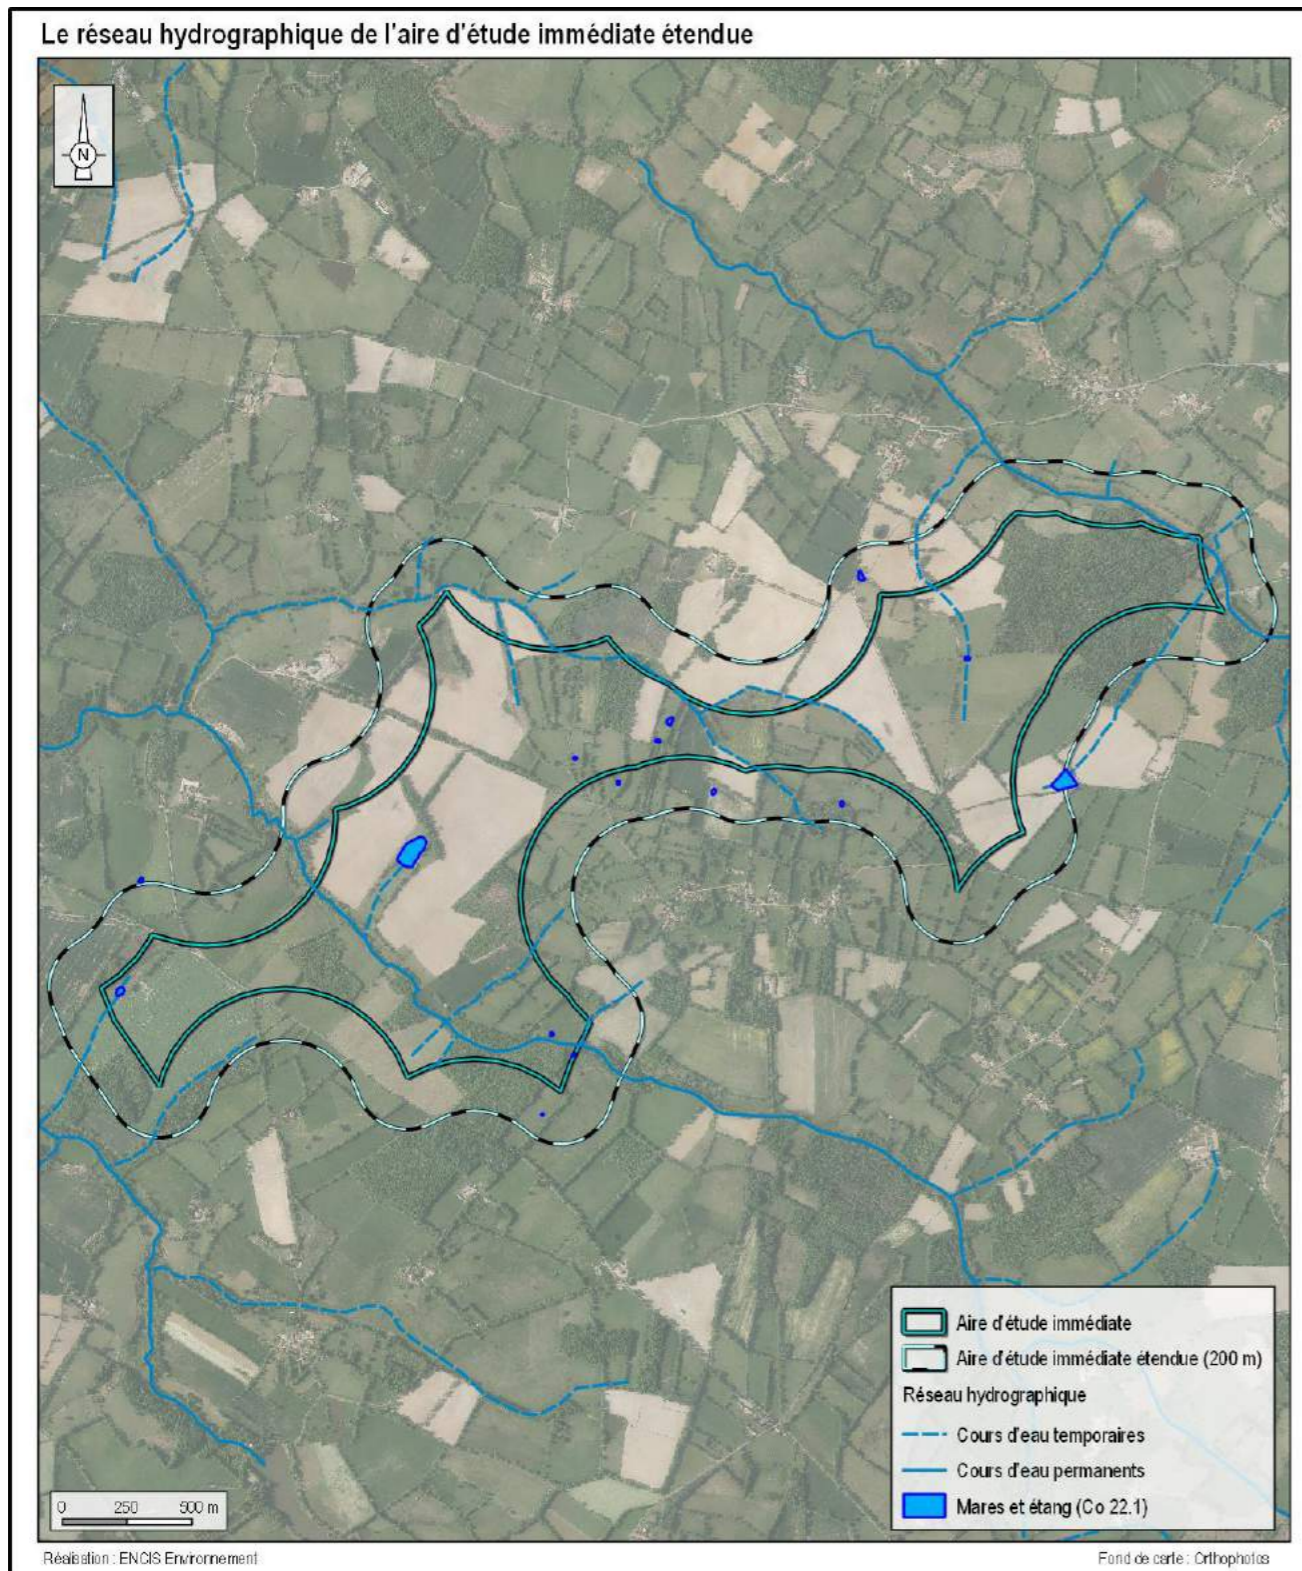 Le réseau hydrographique de l'aire d'étude immédiate étendue
N
Aire d'étude immédiate
Aire d'étude immédiate étendue (200 m)
Réseau hydrographique
Cours d'eau temporaires
Cours d'eau permanents
Mares et étang (Co 22.1)
0 250 500 m
Réalisation : ENCIS Environnement
Fond de carte : Orthophotos